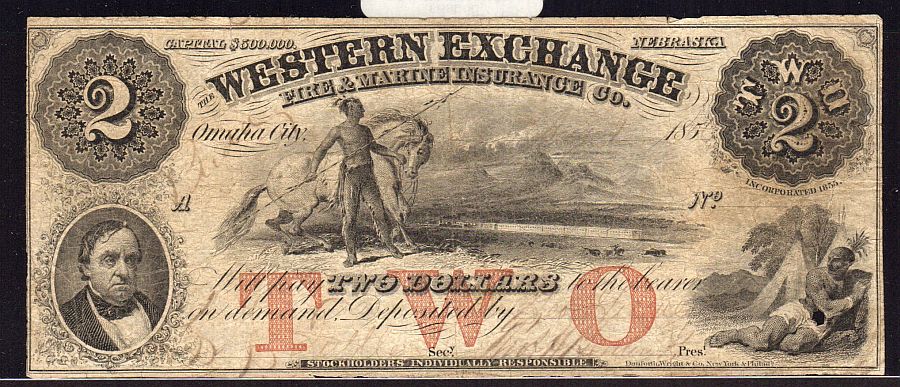 CAPITAL $500,000. NEBRASKA
THE WESTERN EXCHANGE
FIRE & MARINE INSURANCE CO.
2
TWO
2
Omaha City, 185
INCORPORATED 1855.
A No
Will pay TWO DOLLARS to the bearer
on demand, Deposited by
TWO
Secy. Prest.
STOCKHOLDERS INDIVIDUALLY RESPONSIBLE
Danforth, Wright & Co. New York & Philada.